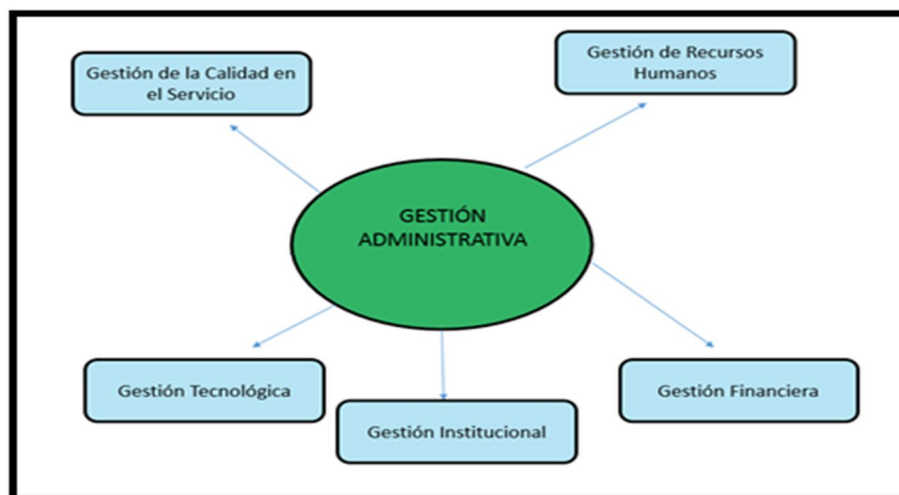 Gestión de la Calidad en
el Servicio
Gestión de Recursos
Humanos
GESTIÓN
ADMINISTRATIVA
Gestión Tecnológica
Gestión Institucional
Gestión Financiera